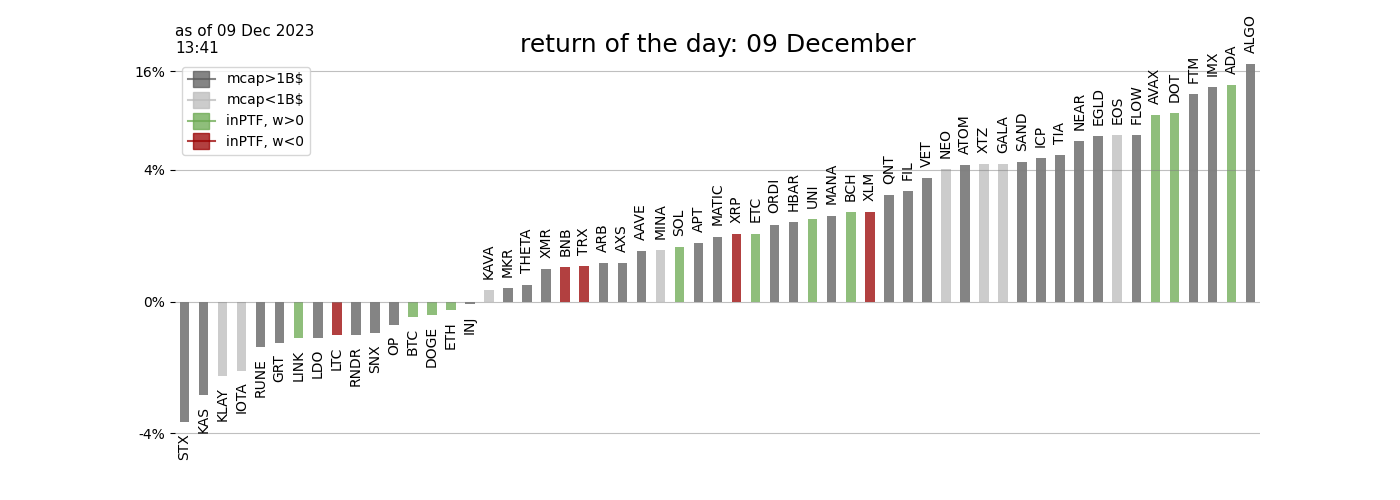 as of 09 Dec 2023
13:41
return of the day: 09 December
mcap>1B$
mcap<1B$
inPTF, w>0
inPTF, w<0
16%
4%
0%
-4%
STX
KAS
KLAY
IOTA
RUNE
GRT
LINK
LDO
LTC
RNDR
SNX
OP
BTC
DOGE
ETH
INJ
KAVA
MKR
THETA
XMR
BNB
TRX
ARB
AXS
AAVE
MINA
SOL
APT
MATIC
XRP
ETC
ORDI
HBAR
UNI
MANA
BCH
XLM
QNT
FIL
VET
NEO
ATOM
XTZ
GALA
SAND
ICP
TIA
NEAR
EGLD
EOS
FLOW
AVAX
DOT
FTM
IMX
ADA
ALGO